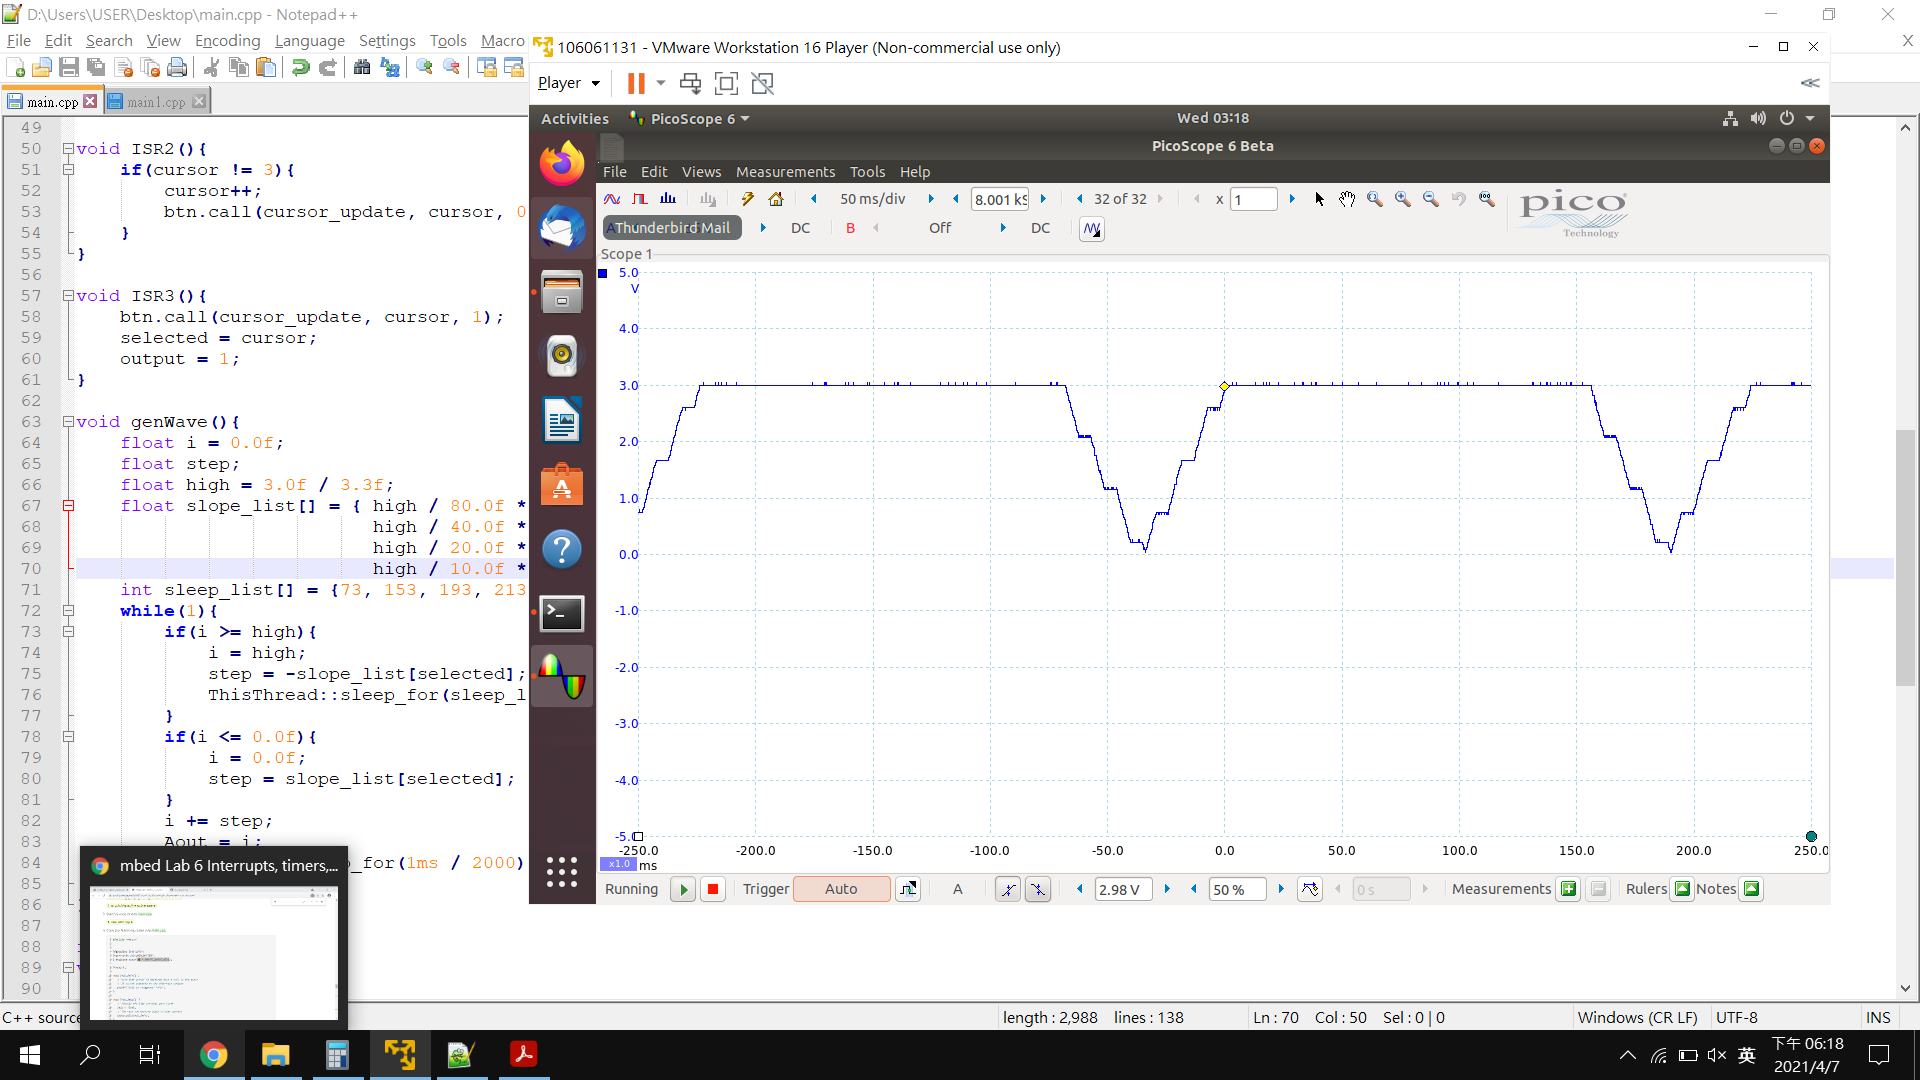 D:\Users\USER\Desktop\main.cpp - Notepad++
File Edit Search View Encoding Language Settings Tools Macro
X
main.cpp main1.cpp
49
50 void ISR2(){
51 if(cursor != 3){
52 cursor++;
53 btn.call(cursor_update, cursor, 0
54 }
55 }
56
57 void ISR3(){
58 btn.call(cursor_update, cursor, 1);
59 selected = cursor;
60 output = 1;
61 }
62
63 void genWave(){
64 float i = 0.0f;
65 float step;
66 float high = 3.0f / 3.3f;
67 float slope_list[] = { high / 80.0f *
68 high / 40.0f *
69 high / 20.0f *
70 high / 10.0f *
71 int sleep_list[] = {73, 153, 193, 213
72 while(1){
73 if(i >= high){
74 i = high;
75 step = -slope_list[selected];
76 ThisThread::sleep_for(sleep_l
77 }
78 if(i <= 0.0f){
79 i = 0.0f;
80 step = slope_list[selected];
81 }
82 i += step;
83 Aout = i;
84 _for(1ms / 2000)
85
86
87
88
89
90
106061131 - VMware Workstation 16 Player (Non-commercial use only)
Player
Activities PicoScope 6 Wed 03:18
PicoScope 6 Beta
File Edit Views Measurements Tools Help
50 ms/div 8.001 kS 32 of 32 x 1
pico
Technology
Thunderbird Mail DC B Off DC
Scope 1
5.0
V
4.0
3.0
2.0
1.0
0.0
-1.0
-2.0
-3.0
-4.0
-5.0
-250.0 -200.0 -150.0 -100.0 -50.0 0.0 50.0 100.0 150.0 200.0 250.0
x1.0 ms
Running Trigger Auto A 2.98 V 50 % 0 s Measurements Rulers Notes
mbed Lab 6 Interrupts, timers,...
C++ source
length : 2,988 lines : 138 Ln : 70 Col : 50 Sel : 0 | 0 Windows (CR LF) UTF-8 INS
英
下午 06:18
2021/4/7